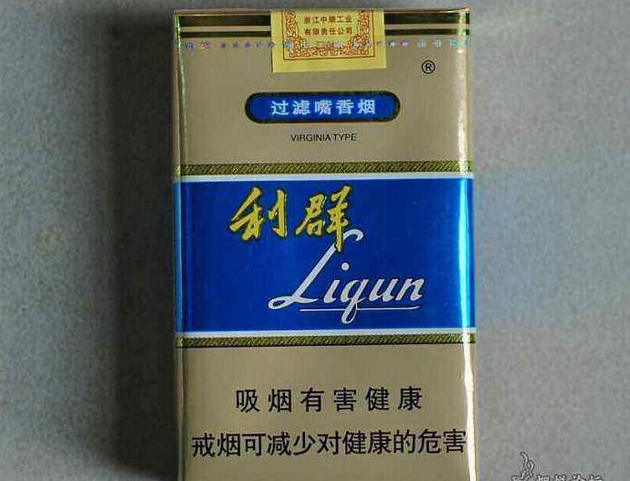 浙江中烟工业
有限责任公司
®
过滤嘴香烟
VIRGINIA TYPE
利群
Liqun
吸烟有害健康
戒烟可减少对健康的危害